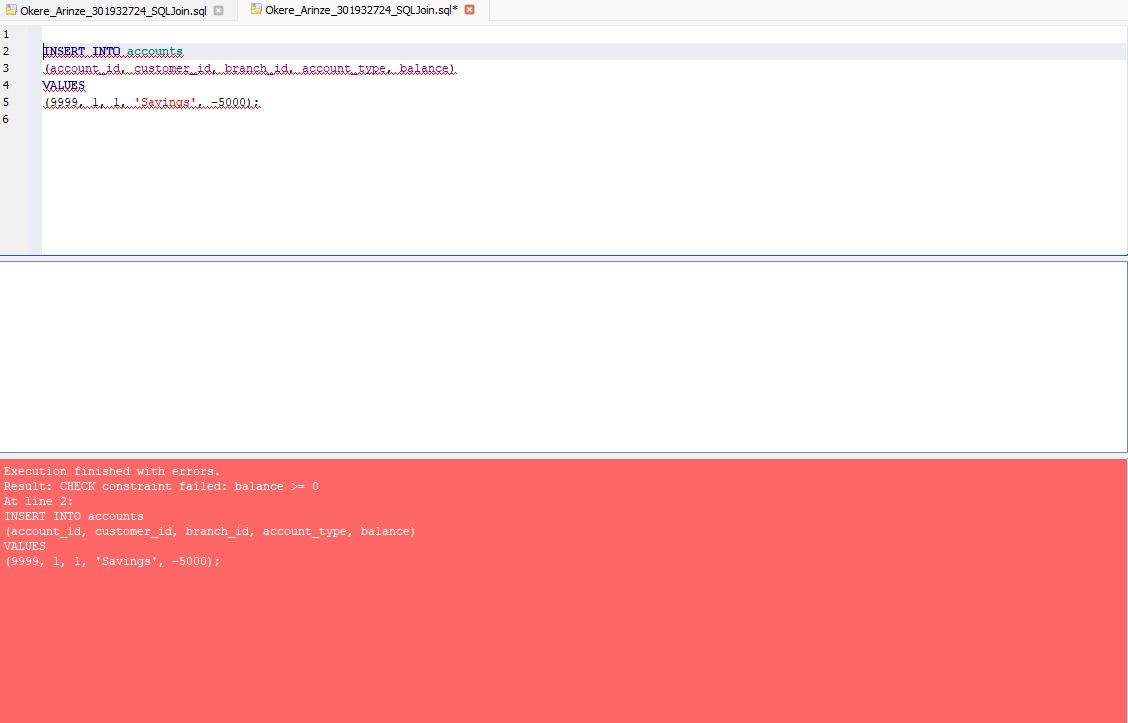 Okere_Arinze_301932724_SQLJoin.sql Okere_Arinze_301932724_SQLJoin.sql*
1
2 INSERT INTO accounts
3 (account_id, customer_id, branch_id, account_type, balance)
4 VALUES
5 (9999, 1, 1, 'Savings', -5000);
6
Execution finished with errors.
Result: CHECK constraint failed: balance >= 0
At line 2:
INSERT INTO accounts
(account_id, customer_id, branch_id, account_type, balance)
VALUES
(9999, 1, 1, 'Savings', -5000);